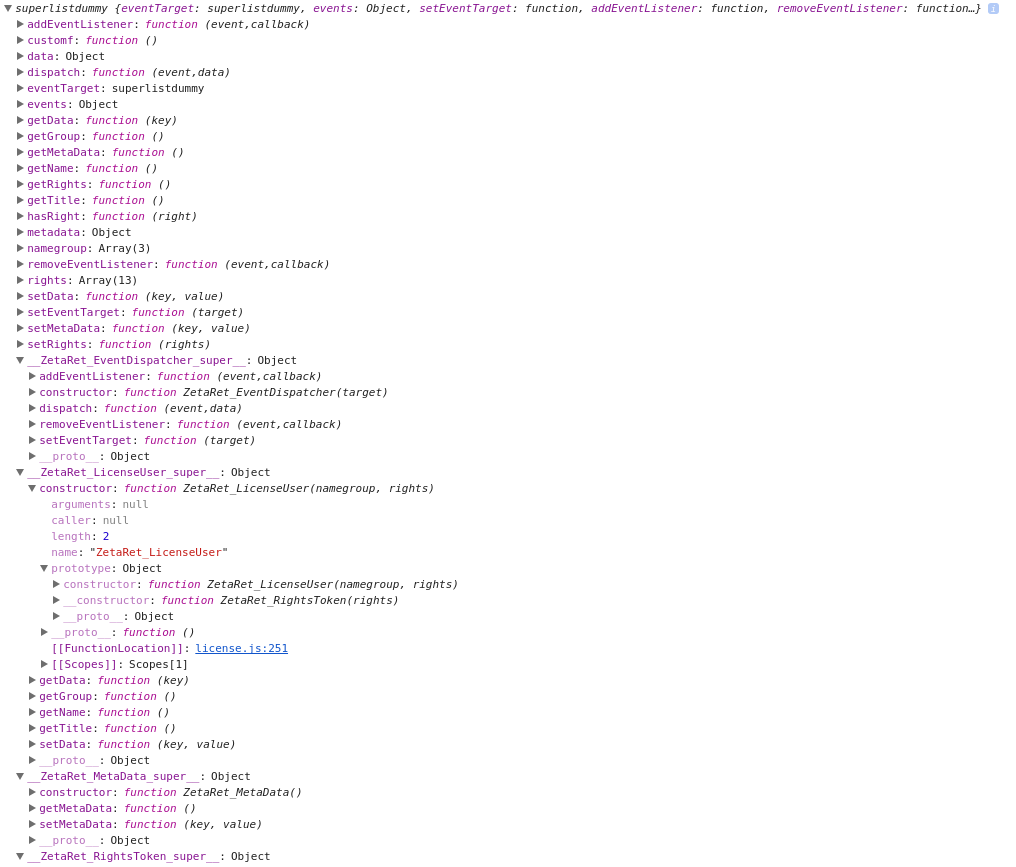 superlistdummy {eventTarget: superlistdummy, events: Object, setEventTarget: function, addEventListener: function, removeEventListener: function…} i
addEventListener: function (event,callback)
customf: function ()
data: Object
dispatch: function (event,data)
eventTarget: superlistdummy
events: Object
getData: function (key)
getGroup: function ()
getMetaData: function ()
getName: function ()
getRights: function ()
getTitle: function ()
hasRight: function (right)
metadata: Object
namegroup: Array(3)
removeEventListener: function (event,callback)
rights: Array(13)
setData: function (key, value)
setEventTarget: function (target)
setMetaData: function (key, value)
setRights: function (rights)
__ZetaRet_EventDispatcher_super__: Object
addEventListener: function (event,callback)
constructor: function ZetaRet_EventDispatcher(target)
dispatch: function (event,data)
removeEventListener: function (event,callback)
setEventTarget: function (target)
__proto__: Object
__ZetaRet_LicenseUser_super__: Object
constructor: function ZetaRet_LicenseUser(namegroup, rights)
arguments: null
caller: null
length: 2
name: "ZetaRet_LicenseUser"
prototype: Object
constructor: function ZetaRet_LicenseUser(namegroup, rights)
__constructor: function ZetaRet_RightsToken(rights)
__proto__: Object
__proto__: function ()
[[FunctionLocation]]: license.js:251
[[Scopes]]: Scopes[1]
getData: function (key)
getGroup: function ()
getName: function ()
getTitle: function ()
setData: function (key, value)
__proto__: Object
__ZetaRet_MetaData_super__: Object
constructor: function ZetaRet_MetaData()
getMetaData: function ()
setMetaData: function (key, value)
__proto__: Object
__ZetaRet_RightsToken_super__: Object